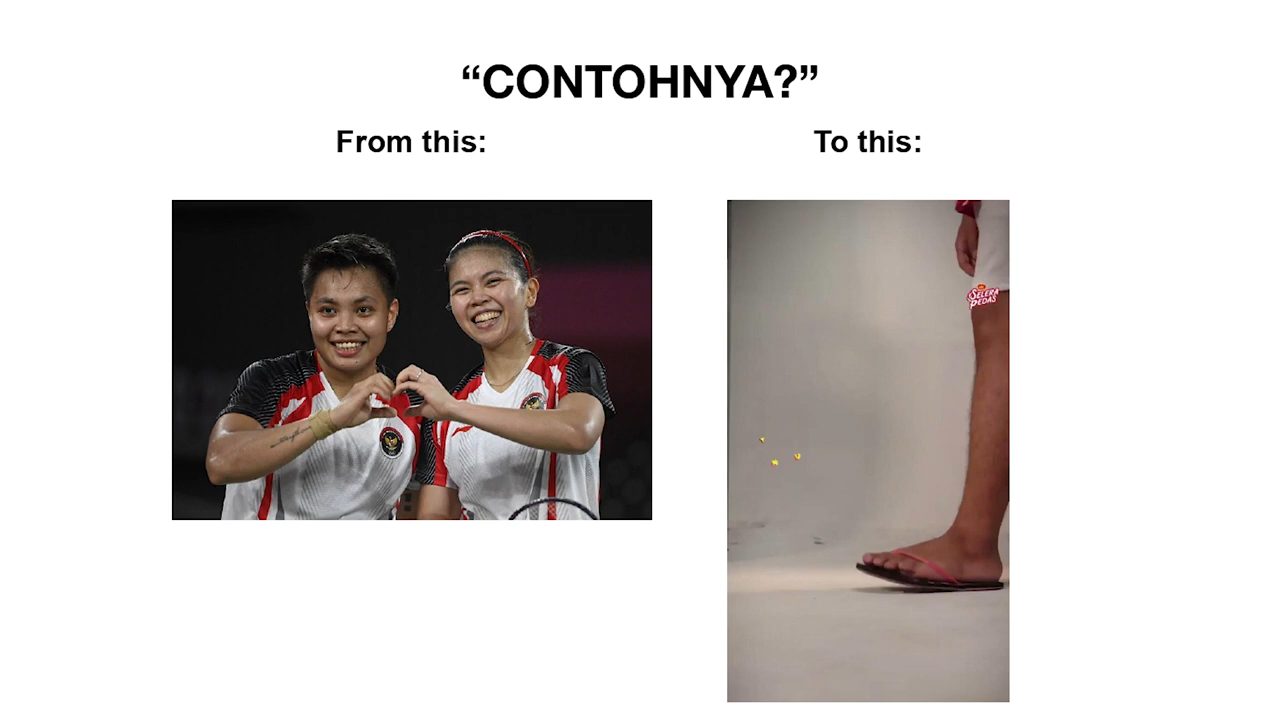 “CONTOHNYA?”
From this:
To this:
SELERA
PEDAS